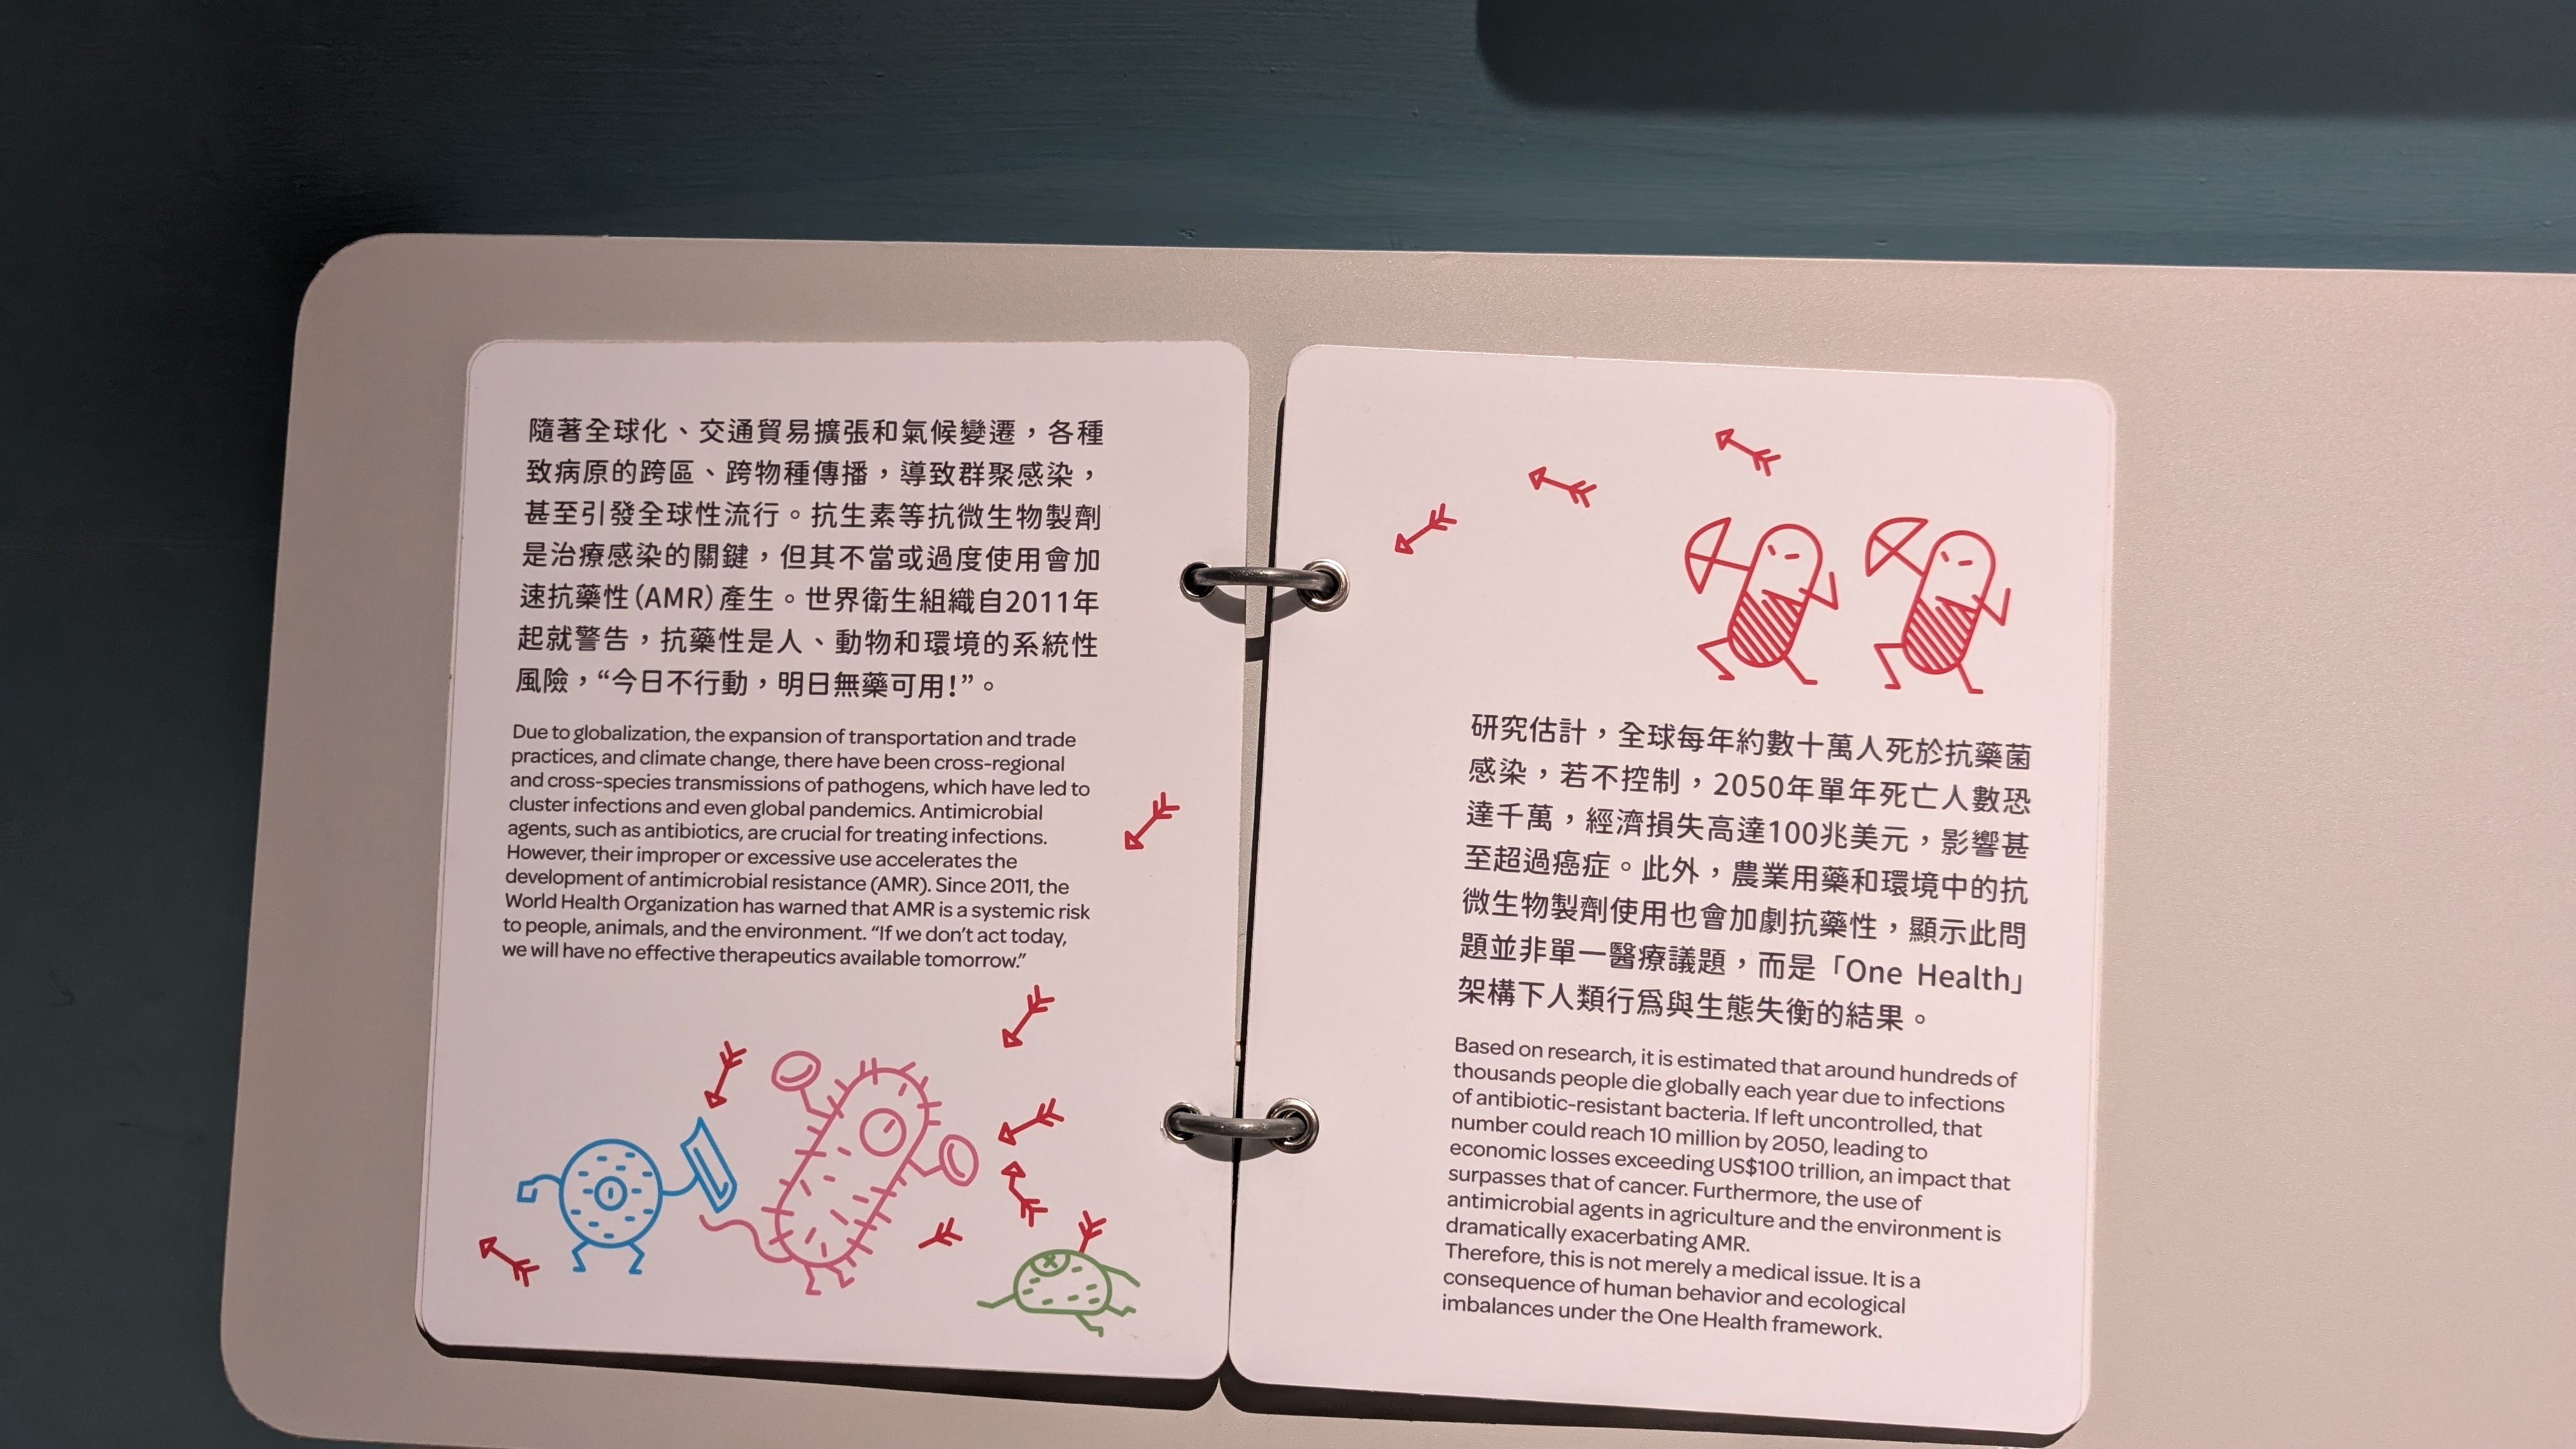 隨著全球化、交通貿易擴張和氣候變遷，各種
致病原的跨區、跨物種傳播，導致群聚感染，
甚至引發全球性流行。抗生素等抗微生物製劑
是治療感染的關鍵，但其不當或過度使用會加
速抗藥性(AMR)產生。世界衛生組織自2011年
起就警告，抗藥性是人、動物和環境的系統性
風險，“今日不行動，明日無藥可用！”。
Due to globalization, the expansion of transportation and trade
practices, and climate change, there have been cross-regional
and cross-species transmissions of pathogens, which have led to
cluster infections and even global pandemics. Antimicrobial
agents, such as antibiotics, are crucial for treating infections.
However, their improper or excessive use accelerates the
development of antimicrobial resistance (AMR). Since 2011, the
World Health Organization has warned that AMR is a systemic risk
to people, animals, and the environment. “If we don’t act today,
we will have no effective therapeutics available tomorrow.”
研究估計，全球每年約數十萬人死於抗藥菌
感染，若不控制，2050年單年死亡人數恐
達千萬，經濟損失高達100兆美元，影響甚
至超過癌症。此外，農業用藥和環境中的抗
微生物製劑使用也會加劇抗藥性，顯示此問
題並非單一醫療議題，而是「One Health」
架構下人類行為與生態失衡的結果。
Based on research, it is estimated that around hundreds of
thousands people die globally each year due to infections
of antibiotic-resistant bacteria. If left uncontrolled, that
number could reach 10 million by 2050, leading to
economic losses exceeding US$100 trillion, an impact that
surpasses that of cancer. Furthermore, the use of
antimicrobial agents in agriculture and the environment is
dramatically exacerbating AMR.
Therefore, this is not merely a medical issue. It is a
consequence of human behavior and ecological
imbalances under the One Health framework.